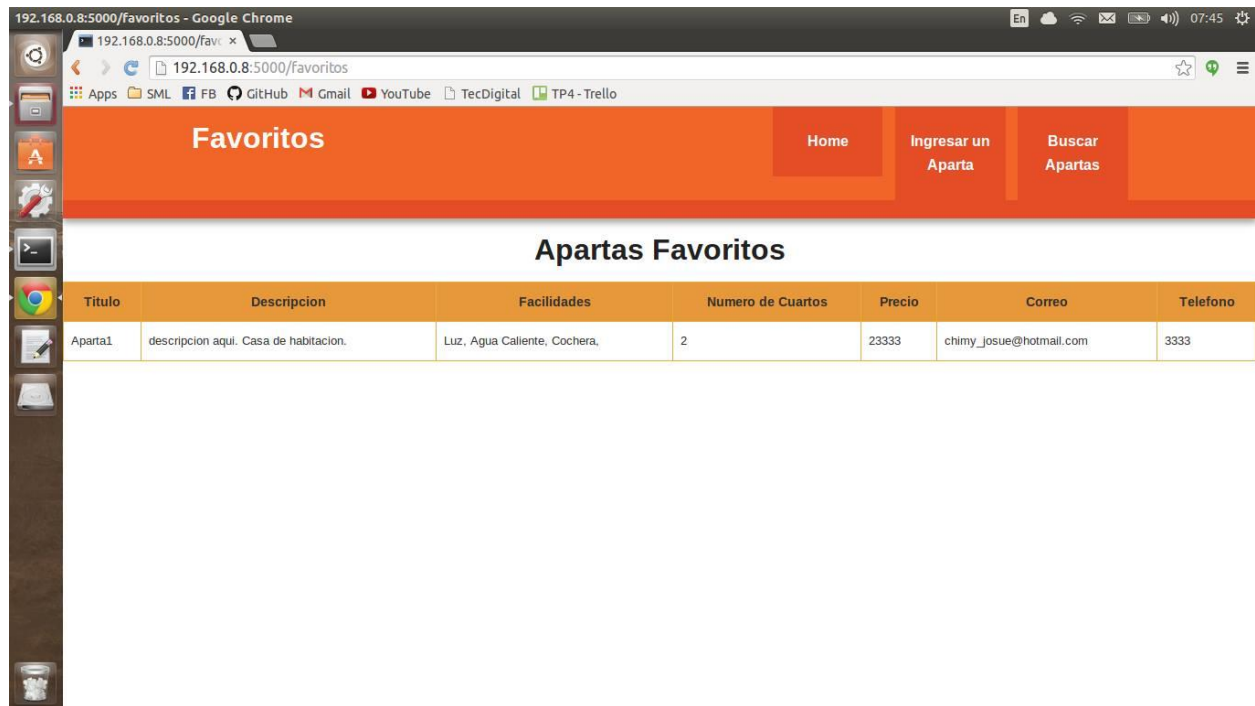 192.168.0.8:5000/favoritos - Google Chrome
En
07:45
192.168.0.8:5000/favo
192.168.0.8:5000/favoritos
Apps SML FB GitHub Gmail YouTube TecDigital TP4 - Trello
Favoritos
Home
Ingresar un
Aparta
Buscar
Apartas
Apartas Favoritos
Titulo Descripcion Facilidades Numero de Cuartos Precio Correo Telefono
Aparta1 descripcion aqui. Casa de habitacion. Luz, Agua Caliente, Cochera, 2 23333 chimy_josue@hotmail.com 3333